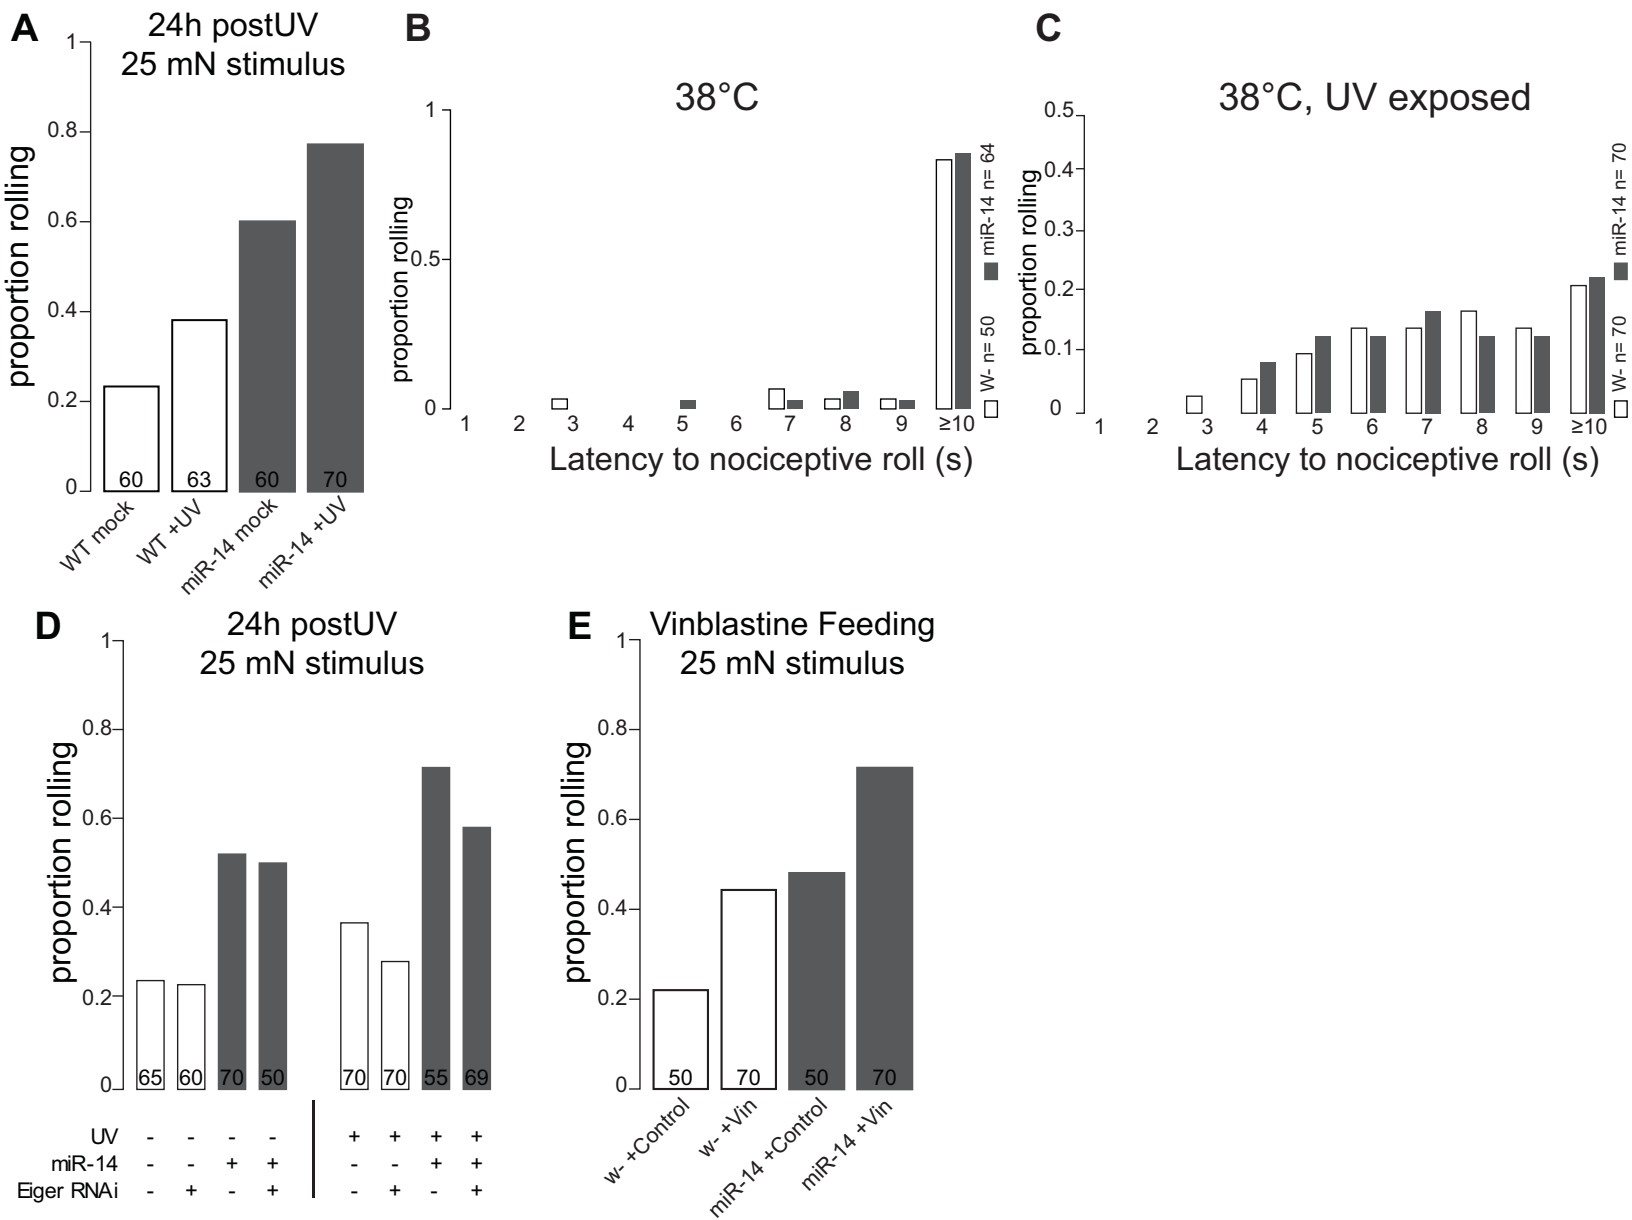 A
24h postUV
25 mN stimulus
proportion rolling
1
0.8
0.6
0.4
0.2
0
60
63
60
70
WT mock
WT +UV
miR-14 mock
miR-14 +UV
B
38°C
proportion rolling
1
0.5
0
1 2 3 4 5 6 7 8 9 ≥10
Latency to nociceptive roll (s)
W- n= 50
miR-14 n= 64
C
38°C, UV exposed
proportion rolling
0.5
0.4
0.3
0.2
0.1
0
1 2 3 4 5 6 7 8 9 ≥10
Latency to nociceptive roll (s)
W- n= 70
miR-14 n= 70
D
24h postUV
25 mN stimulus
proportion rolling
1
0.8
0.6
0.4
0.2
0
65 60 70 50 70 70 55 69
UV - - - - + + + +
miR-14 - - + + - - + +
Eiger RNAi - + - + - + - +
E
Vinblastine Feeding
25 mN stimulus
proportion rolling
1
0.8
0.6
0.4
0.2
0
50
70
50
70
w- +Control
w- +Vin
miR-14 +Control
miR-14 +Vin